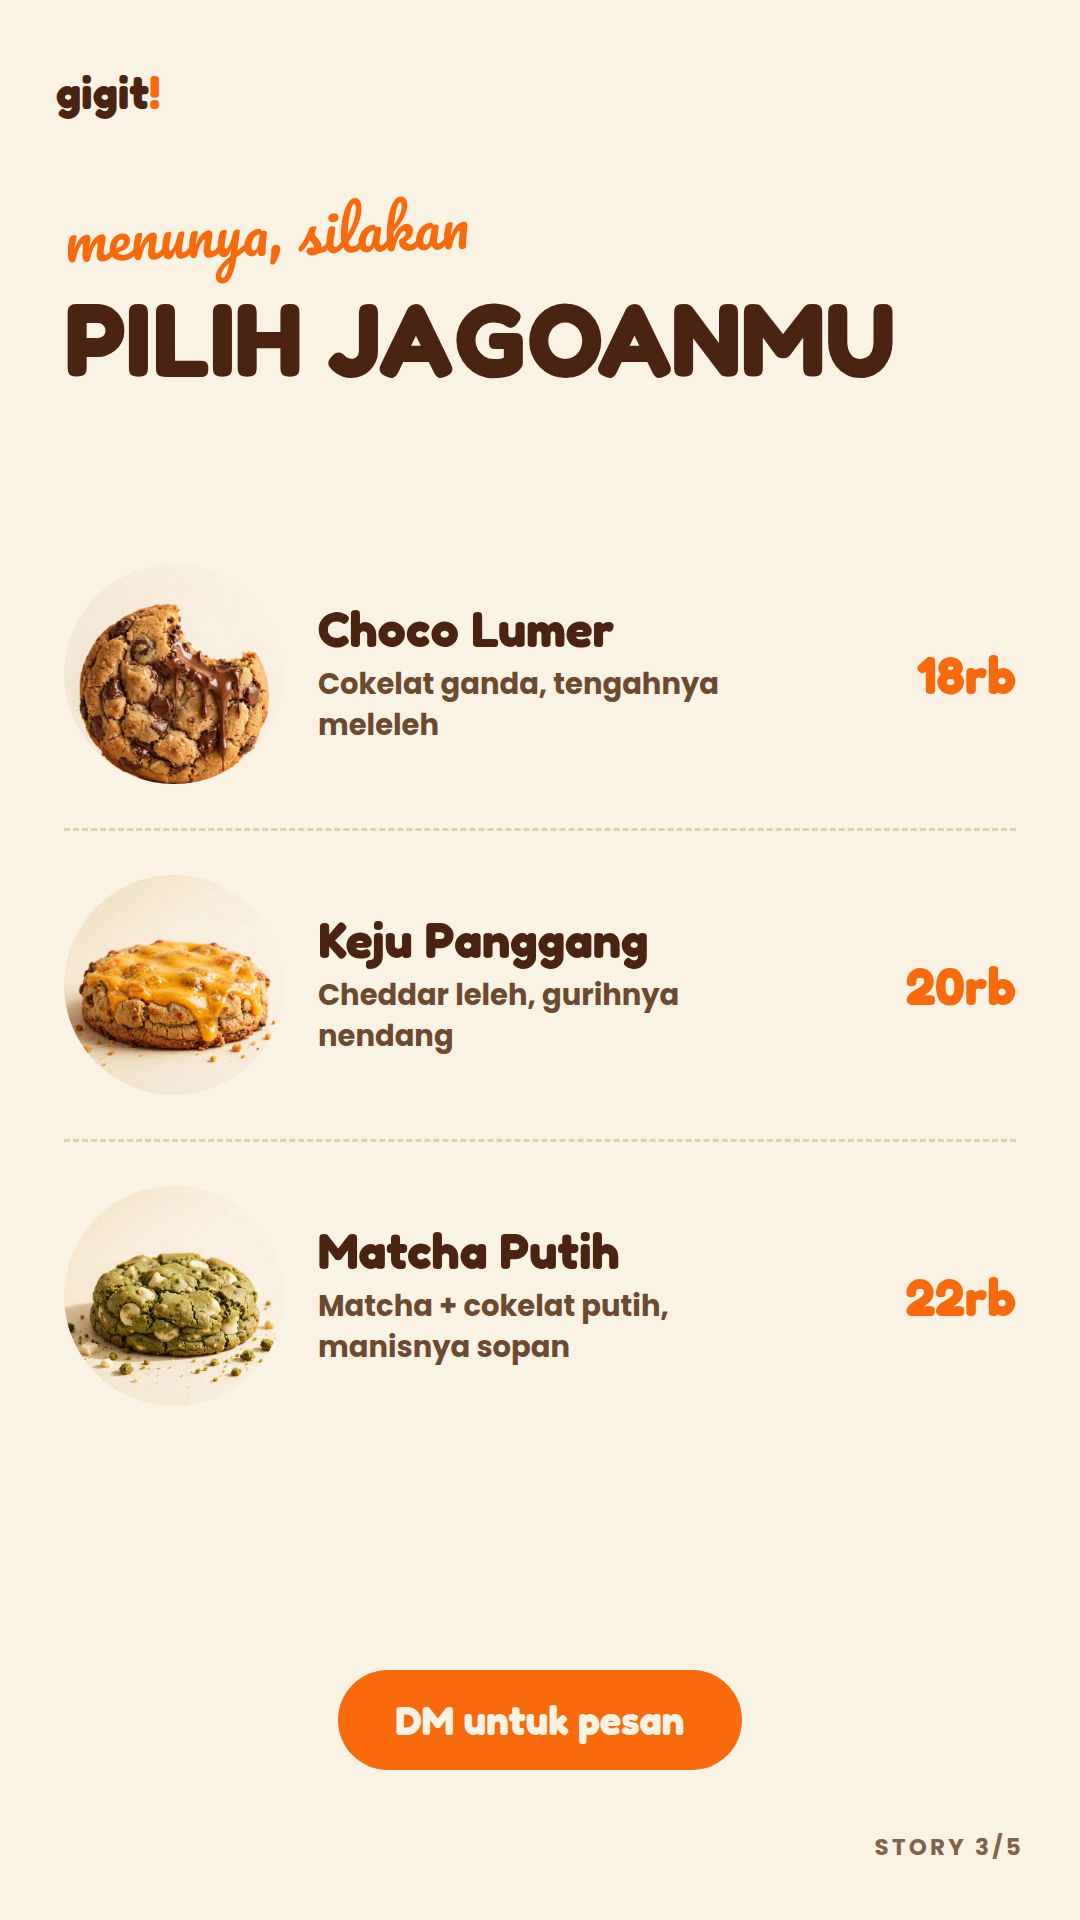 gigit!
menunya, silakan
PILIH JAGOANMU
Choco Lumer
Cokelat ganda, tengahnya
meleleh
18rb
Keju Panggang
Cheddar leleh, gurihnya
nendang
20rb
Matcha Putih
Matcha + cokelat putih,
manisnya sopan
22rb
DM untuk pesan
STORY 3/5